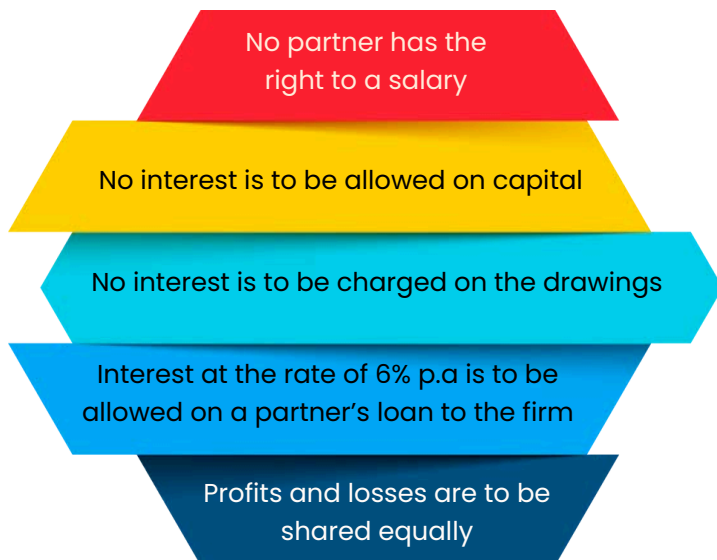 No partner has the
right to a salary
No interest is to be allowed on capital
No interest is to be charged on the drawings
Interest at the rate of 6% p.a is to be
allowed on a partner’s loan to the firm
Profits and losses are to be
shared equally